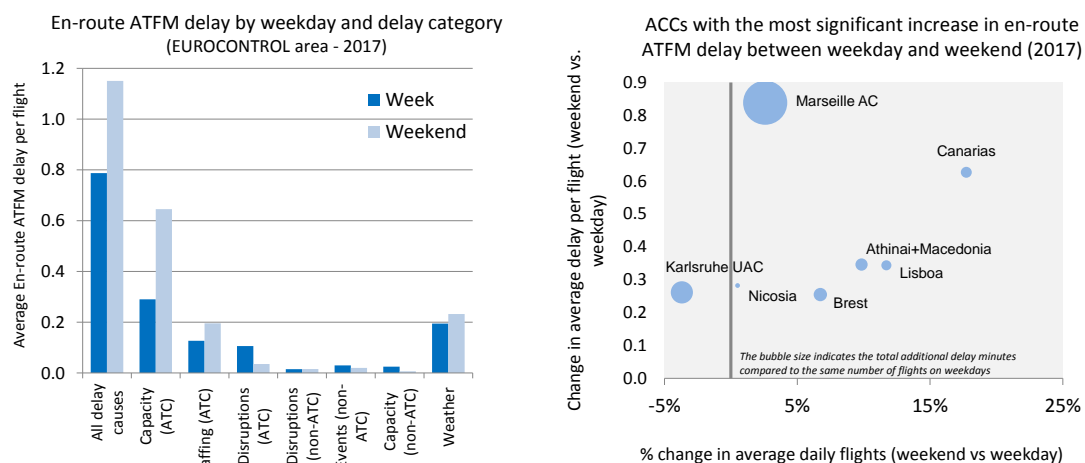 En-route ATFM delay by weekday and delay category
(EUROCONTROL area - 2017)
Average En-route ATFM delay per flight
1.2
1.0
0.8
0.6
0.4
0.2
0.0
Week
Weekend
All delay
causes
Capacity
(ATC)
affing (ATC)
Disruptions
(ATC)
Disruptions
(non-ATC)
Events (non-
ATC)
Capacity
(non-ATC)
Weather
ACCs with the most significant increase in en-route
ATFM delay between weekday and weekend (2017)
Change in average delay per flight (weekend vs.
weekday)
0.9
0.8
0.7
0.6
0.5
0.4
0.3
0.2
0.1
0.0
Marseille AC
Canarias
Athinai+Macedonia
Lisboa
Karlsruhe UAC
Nicosia
Brest
The bubble size indicates the total additional delay minutes
compared to the same number of flights on weekdays
-5%
5%
15%
25%
% change in average daily flights (weekend vs weekday)